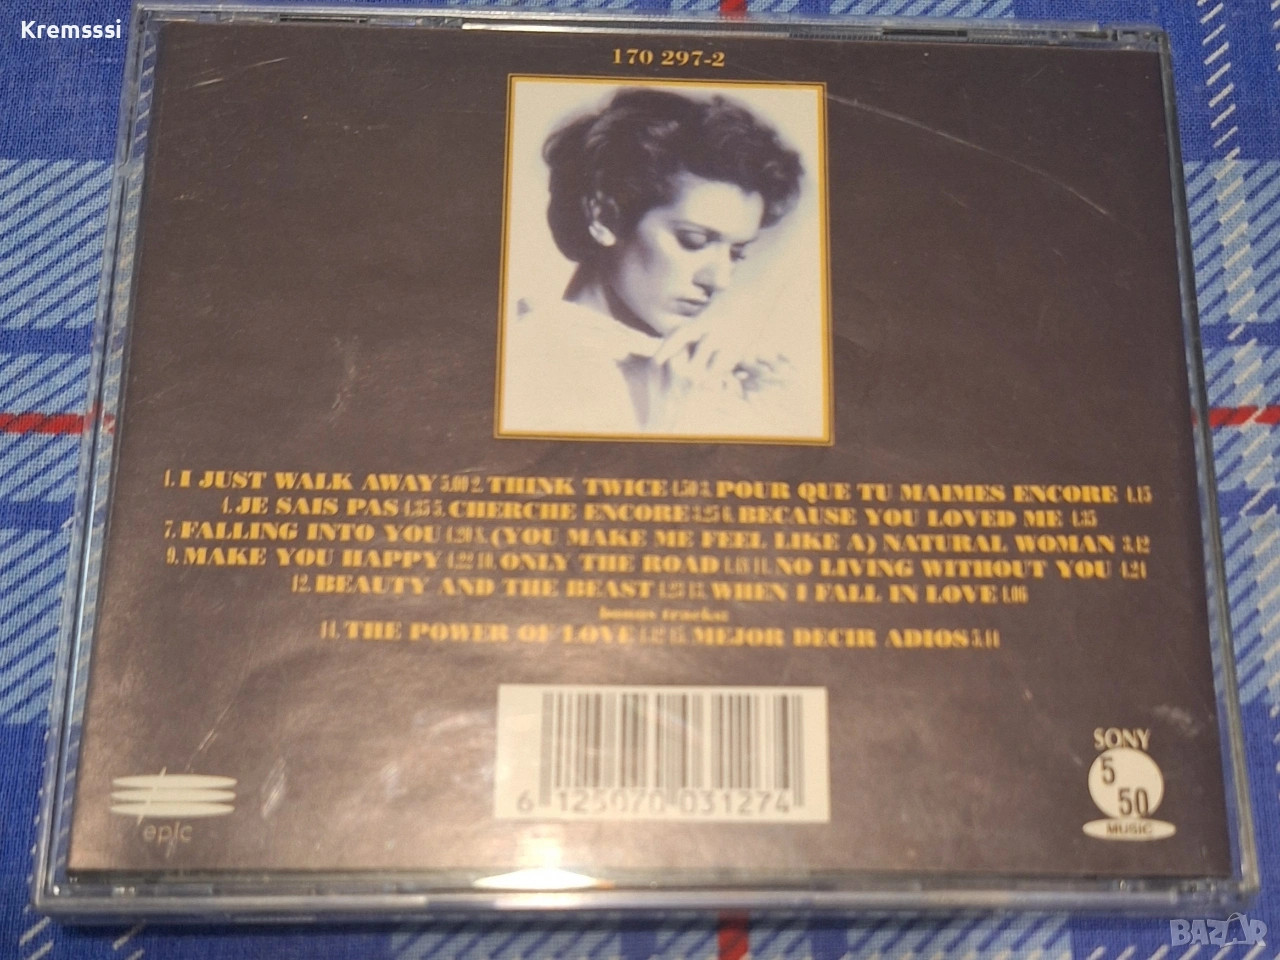 Kremsssi
170 297-2
1. I JUST WALK AWAY 5.00 2. THINK TWICE 4.50 3. POUR QUE TU MAIMES ENCORE 4.15
4. JE SAIS PAS 4.35 5. CHERCHE ENCORE 3.25 6. BECAUSE YOU LOVED ME 4.35
7. FALLING INTO YOU 4.20 8. (YOU MAKE ME FEEL LIKE A) NATURAL WOMAN 3.42
9. MAKE YOU HAPPY 4.22 10. ONLY THE ROAD 4.18 11. NO LIVING WITHOUT YOU 4.21
12. BEAUTY AND THE BEAST 4.23 13. WHEN I FALL IN LOVE 4.06
bonus tracks:
14. THE POWER OF LOVE 4.42 15. MEJOR DECIR ADIOS 5.44
6 125070 031274
epic
SONY
5
50
MUSIC
BAZAR